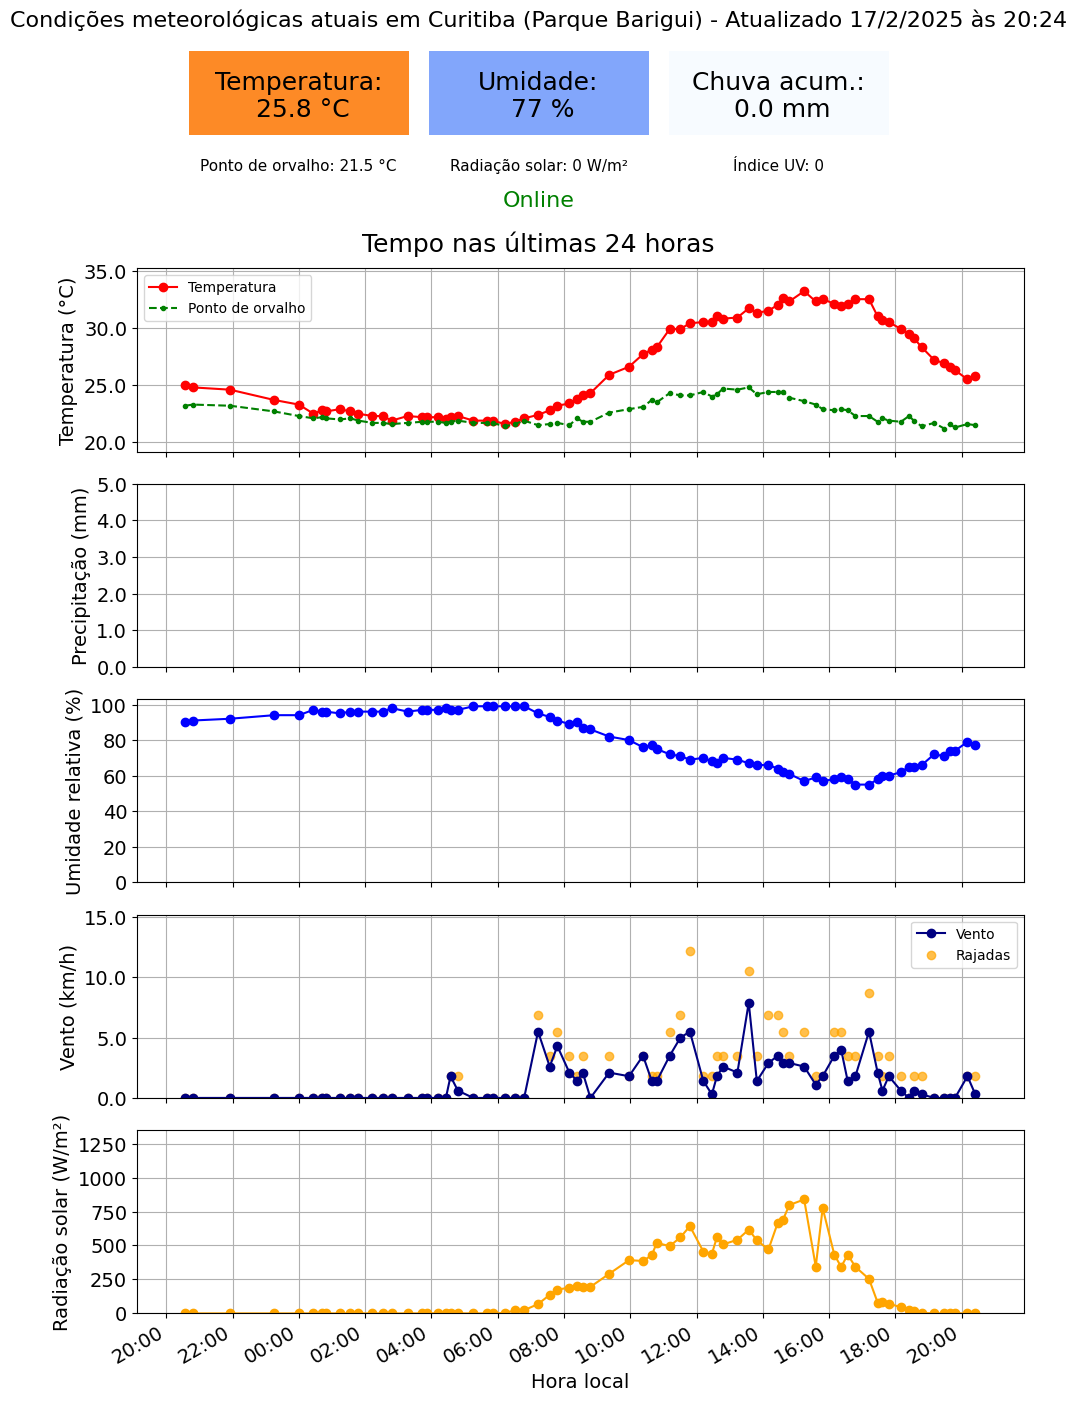 Condições meteorológicas atuais em Curitiba (Parque Barigui) - Atualizado 17/2/2025 às 20:24
Temperatura:
25.8 °C
Umidade:
77 %
Chuva acum.:
0.0 mm
Ponto de orvalho: 21.5 °C
Radiação solar: 0 W/m²
Índice UV: 0
Online
Tempo nas últimas 24 horas
Temperatura (°C)
35.0
30.0
25.0
20.0
Temperatura
Ponto de orvalho
Precipitação (mm)
5.0
4.0
3.0
2.0
1.0
0.0
Umidade relativa (%)
100
80
60
40
20
0
Vento (km/h)
15.0
10.0
5.0
0.0
Vento
Rajadas
Radiação solar (W/m²)
1250
1000
750
500
250
0
20:00
22:00
00:00
02:00
04:00
06:00
08:00
10:00
12:00
14:00
16:00
18:00
20:00
Hora local